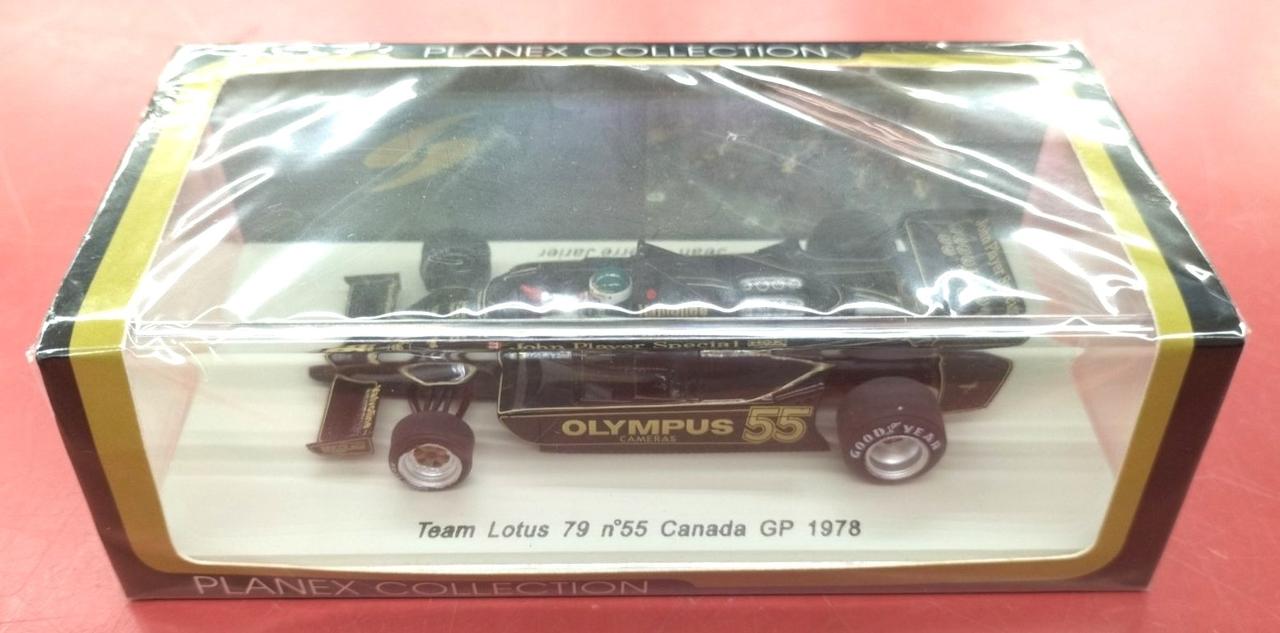 PLANEX COLLECTION
Jean-Pierre Jarier
John Player Special
OLYMPUS 55
CAMERAS
GOODYEAR
Team Lotus 79 n°55 Canada GP 1978
PLANEX COLLECTION